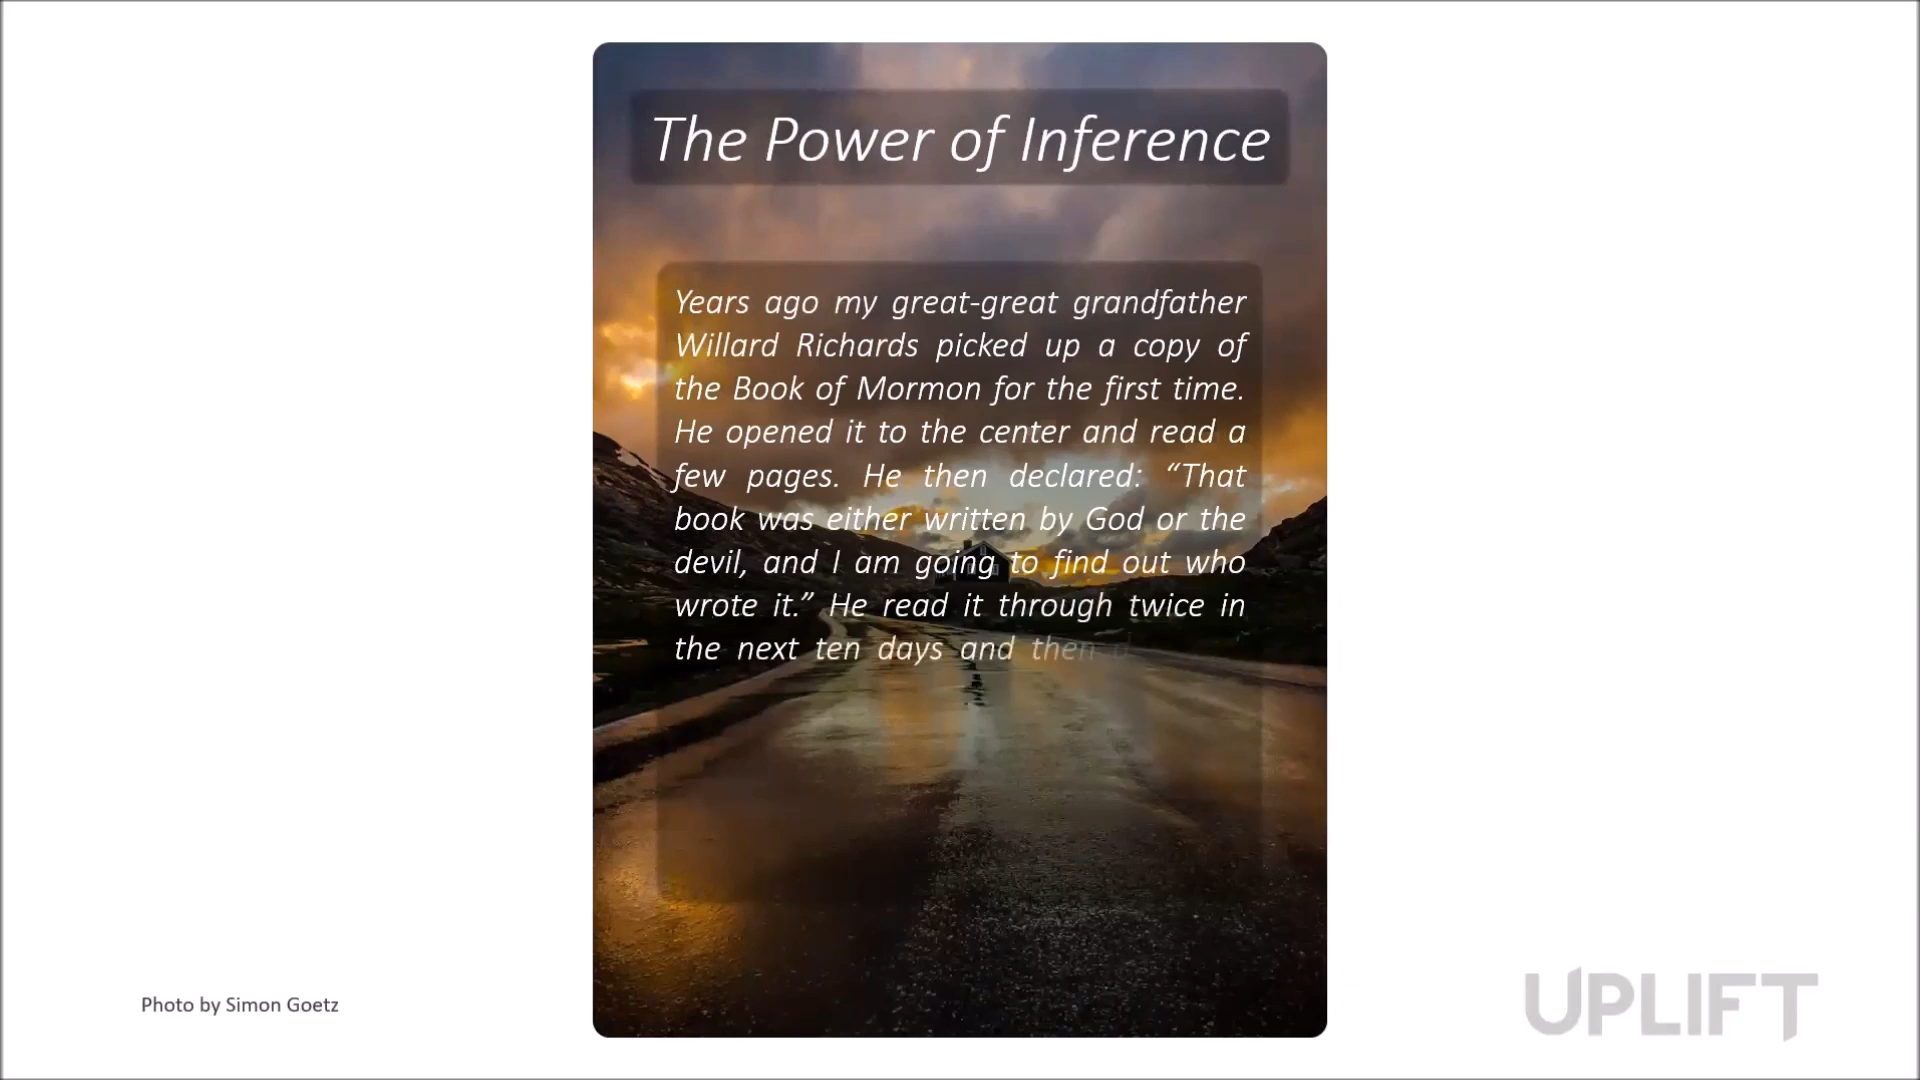 The Power of Inference
Years ago my great-great grandfather
Willard Richards picked up a copy of
the Book of Mormon for the first time.
He opened it to the center and read a
few pages. He then declared: “That
book was either written by God or the
devil, and I am going to find out who
wrote it.” He read it through twice in
the next ten days and then
Photo by Simon Goetz
UPLIFT